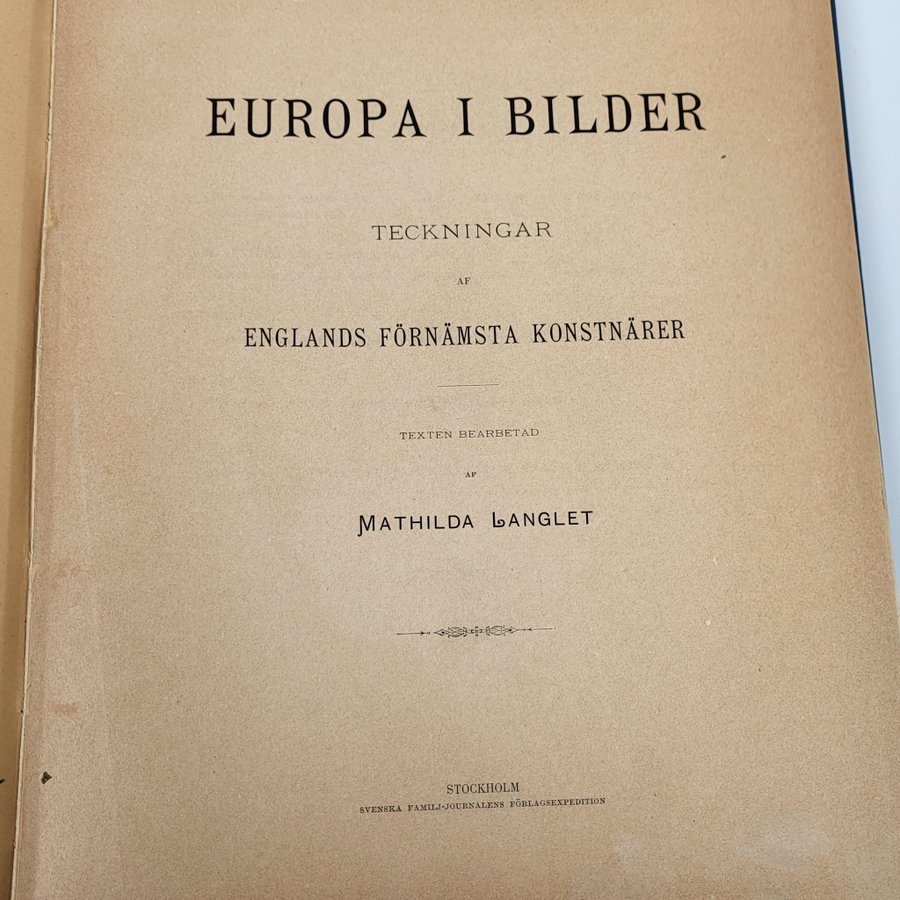 EUROPA I BILDER
TECKNINGAR
AF
ENGLANDS FÖRNÄMSTA KONSTNÄRER
TEXTEN BEARBETAD
AF
MATHILDA LANGLET
STOCKHOLM
SVENSKA FAMILJ-JOURNALENS FÖRLAGSEXPEDITION